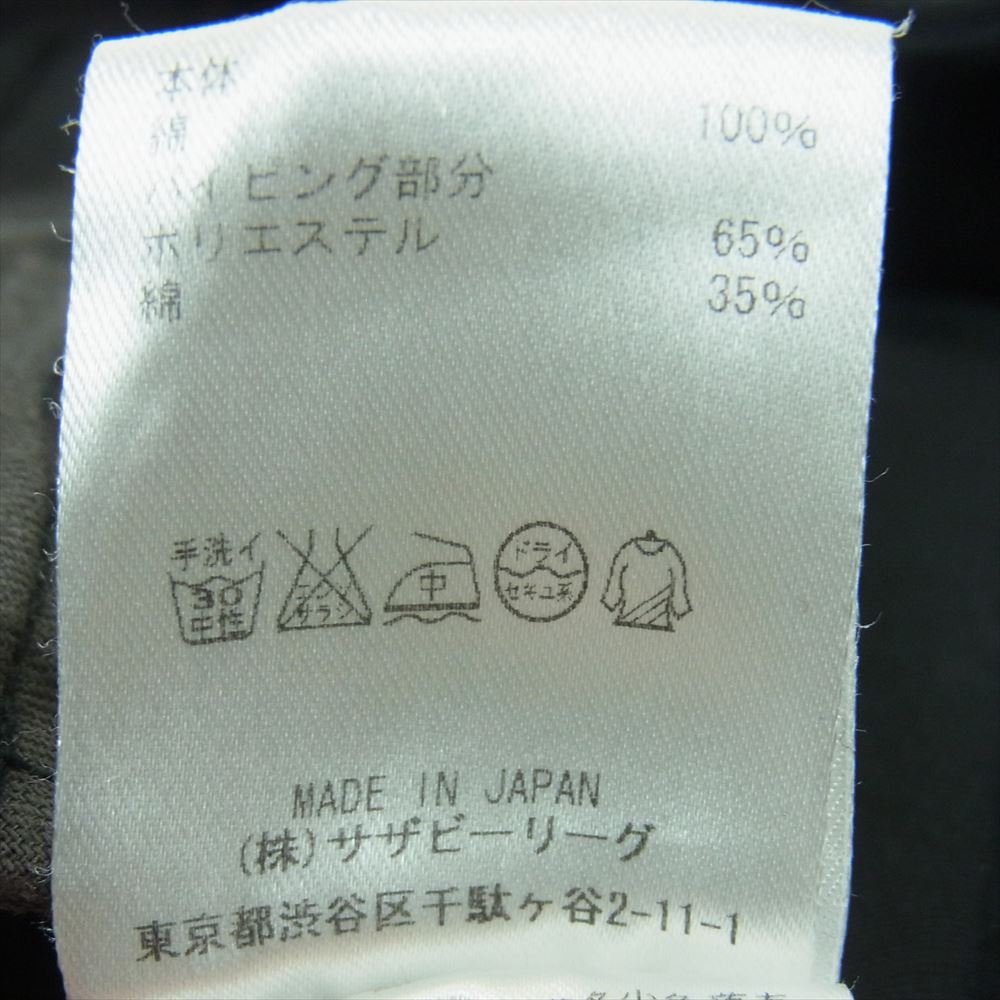 本体
綿 100%
パイピング部分
ポリエステル 65%
綿 35%
手洗イ
30
中性
エンソサラシ
中
ドライ
セキユ系
MADE IN JAPAN
(株)サザビーリーグ
東京都渋谷区千駄ヶ谷2-11-1